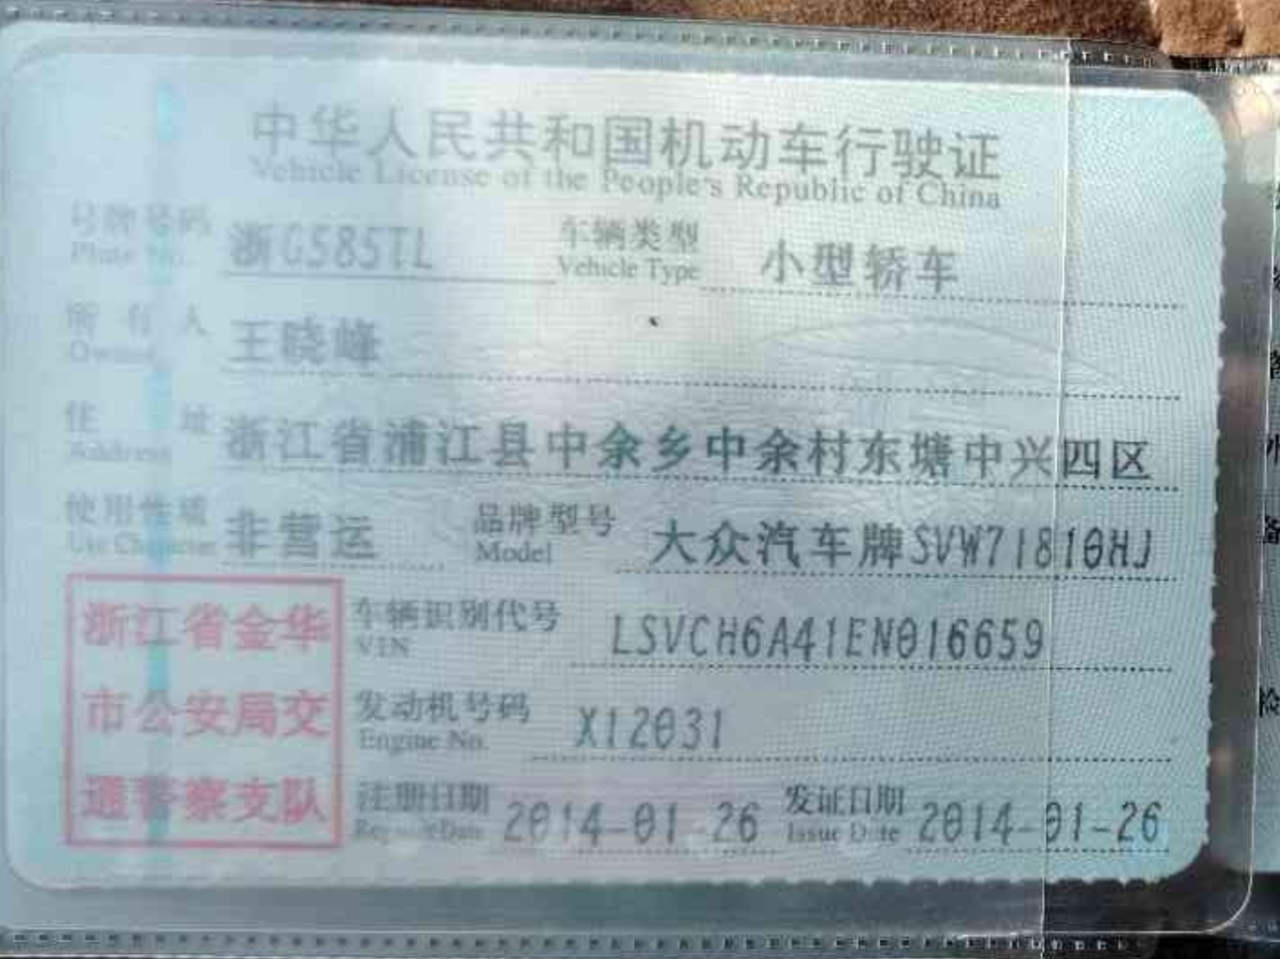 中华人民共和国机动车行驶证
Vehicle License of the People's Republic of China
号牌号码 浙G585TL 车辆类型 小型轿车
Plate No. Vehicle Type
所有人 王晓峰
Owner
住址 浙江省浦江县中余乡中余村东塘中兴四区
Address
使用性质 非营运 品牌型号 大众汽车牌SVW71810HJ
Use Character Model
浙江省金华
市公安局交
通警察支队
车辆识别代号 LSVCH6A41EN016659
VIN
发动机号码 X12031
Engine No.
注册日期 2014-01-26 发证日期 2014-01-26
Register Date Issue Date